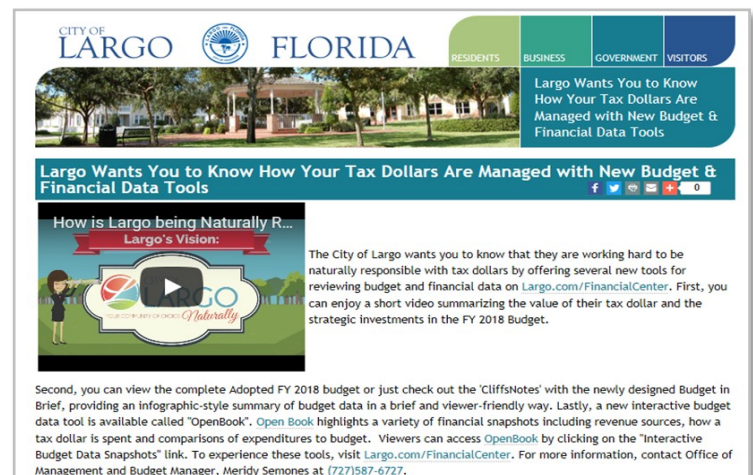 CITY OF
LARGO FLORIDA
RESIDENTS BUSINESS GOVERNMENT VISITORS
Largo Wants You to Know
How Your Tax Dollars Are
Managed with New Budget &
Financial Data Tools
Largo Wants You to Know How Your Tax Dollars Are Managed with New Budget &
Financial Data Tools
0
How is Largo being Naturally R...
Largo's Vision:
LARGO
YOUR COMMUNITY OF CHOICE Naturally
The City of Largo wants you to know that they are working hard to be
naturally responsible with tax dollars by offering several new tools for
reviewing budget and financial data on Largo.com/FinancialCenter. First, you
can enjoy a short video summarizing the value of their tax dollar and the
strategic investments in the FY 2018 Budget.
Second, you can view the complete Adopted FY 2018 budget or just check out the 'CliffsNotes' with the newly designed Budget in
Brief, providing an infographic-style summary of budget data in a brief and viewer-friendly way. Lastly, a new interactive budget
data tool is available called "OpenBook". Open Book highlights a variety of financial snapshots including revenue sources, how a
tax dollar is spent and comparisons of expenditures to budget. Viewers can access OpenBook by clicking on the "Interactive
Budget Data Snapshots" link. To experience these tools, visit Largo.com/FinancialCenter. For more information, contact Office of
Management and Budget Manager, Meridy Semones at (727)587-6727.